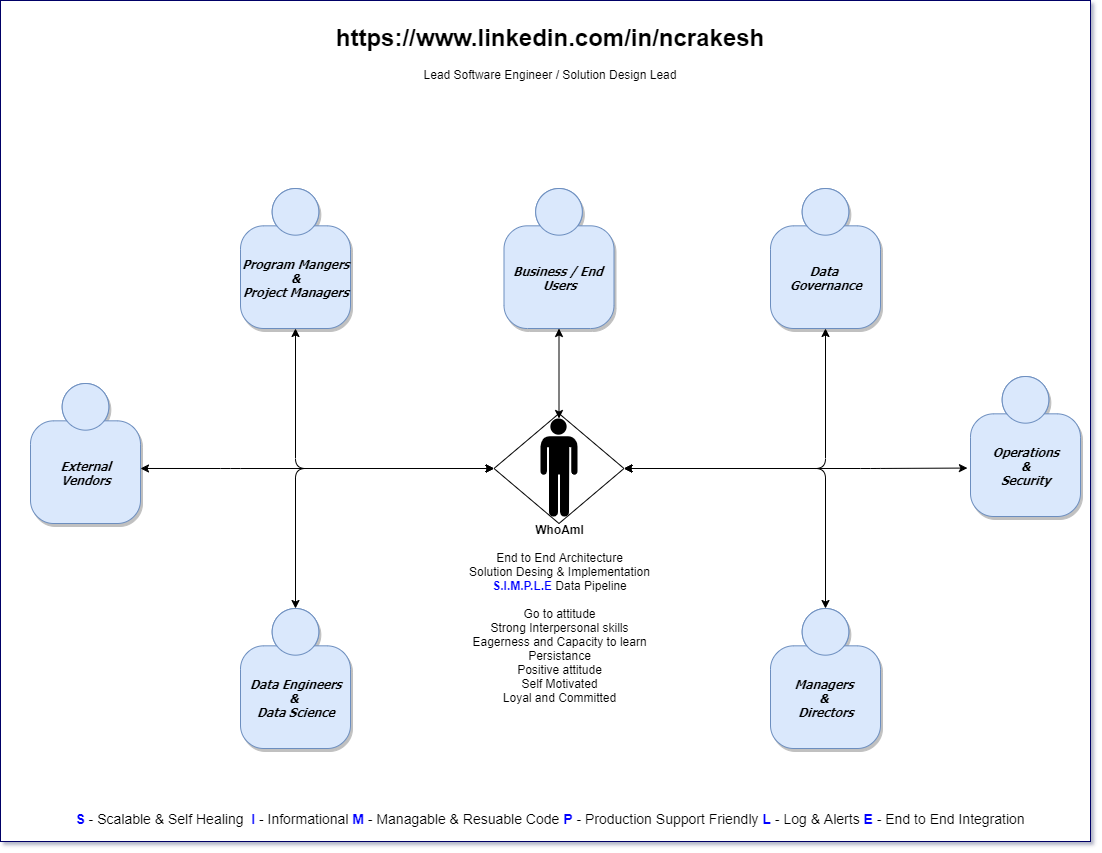 https://www.linkedin.com/in/ncrakesh
Lead Software Engineer / Solution Design Lead
Program Mangers
&
Project Managers
Business / End
Users
Data
Governance
External
Vendors
Operations
&
Security
WhoAmI
End to End Architecture
Solution Desing & Implementation
S.I.M.P.L.E Data Pipeline
Go to attitude
Strong Interpersonal skills
Eagerness and Capacity to learn
Persistance
Positive attitude
Self Motivated
Loyal and Committed
Data Engineers
&
Data Science
Managers
&
Directors
S - Scalable & Self Healing I - Informational M - Managable & Resuable Code P - Production Support Friendly L - Log & Alerts E - End to End Integration